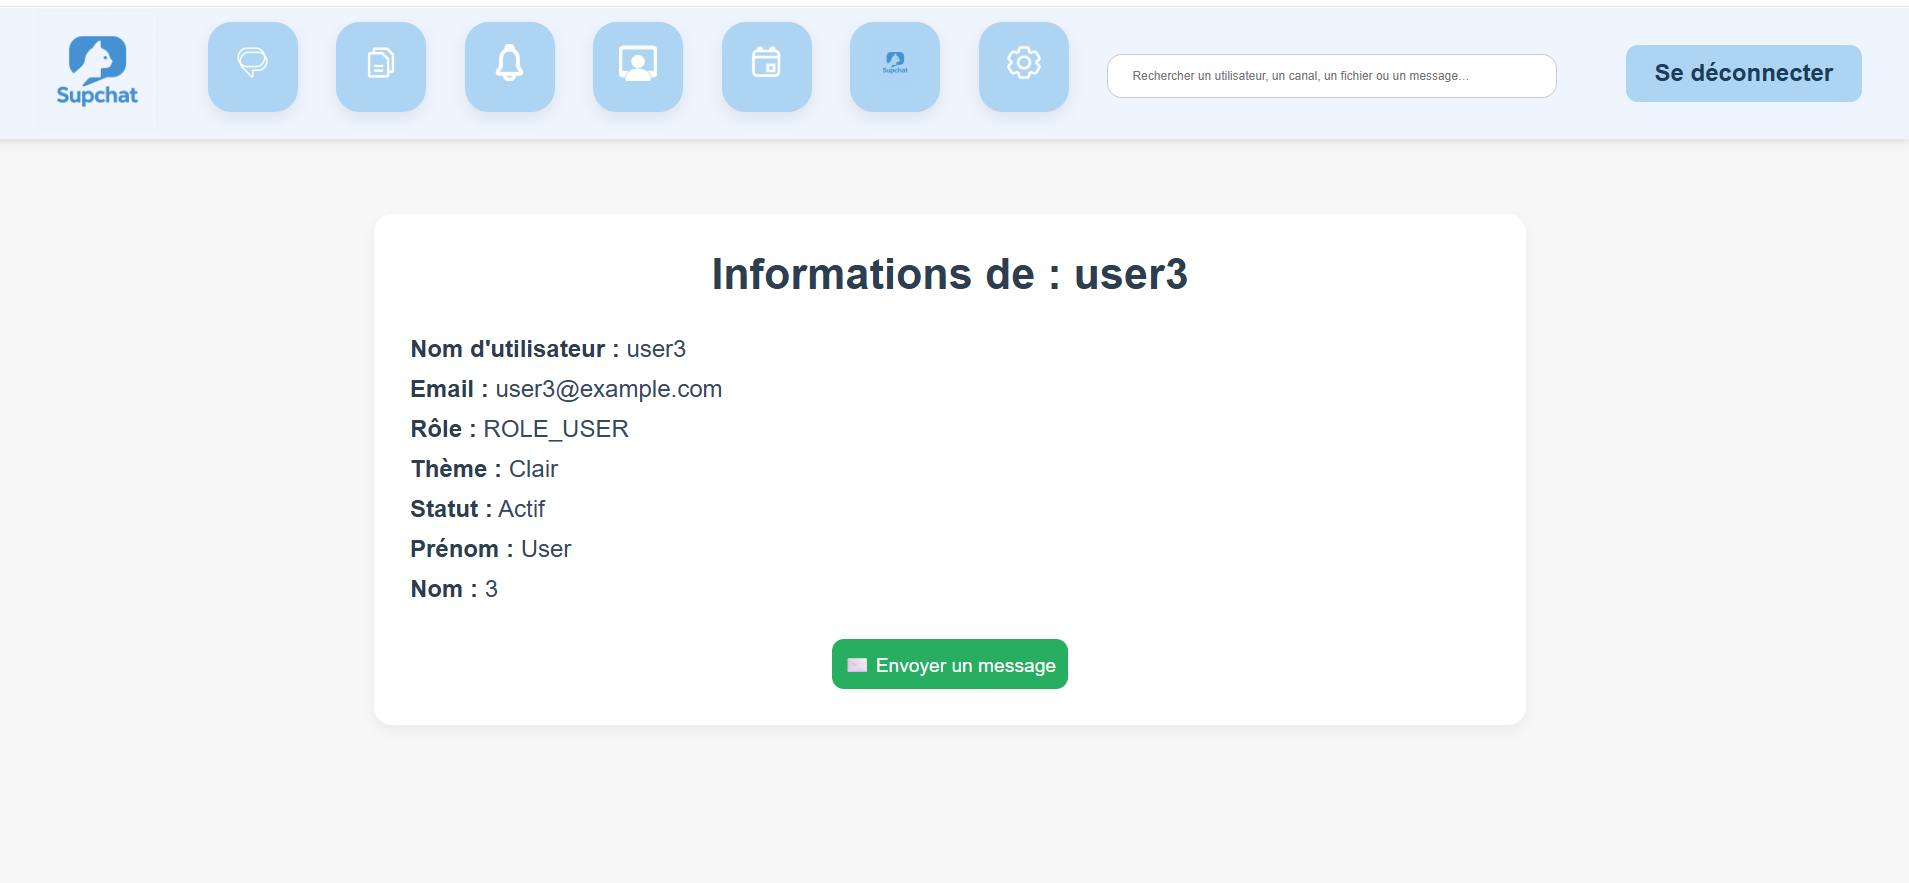 Supchat
Supchat
Rechercher un utilisateur, un canal, un fichier ou un message...
Se déconnecter
Informations de : user3
Nom d'utilisateur : user3
Email : user3@example.com
Rôle : ROLE_USER
Thème : Clair
Statut : Actif
Prénom : User
Nom : 3
Envoyer un message